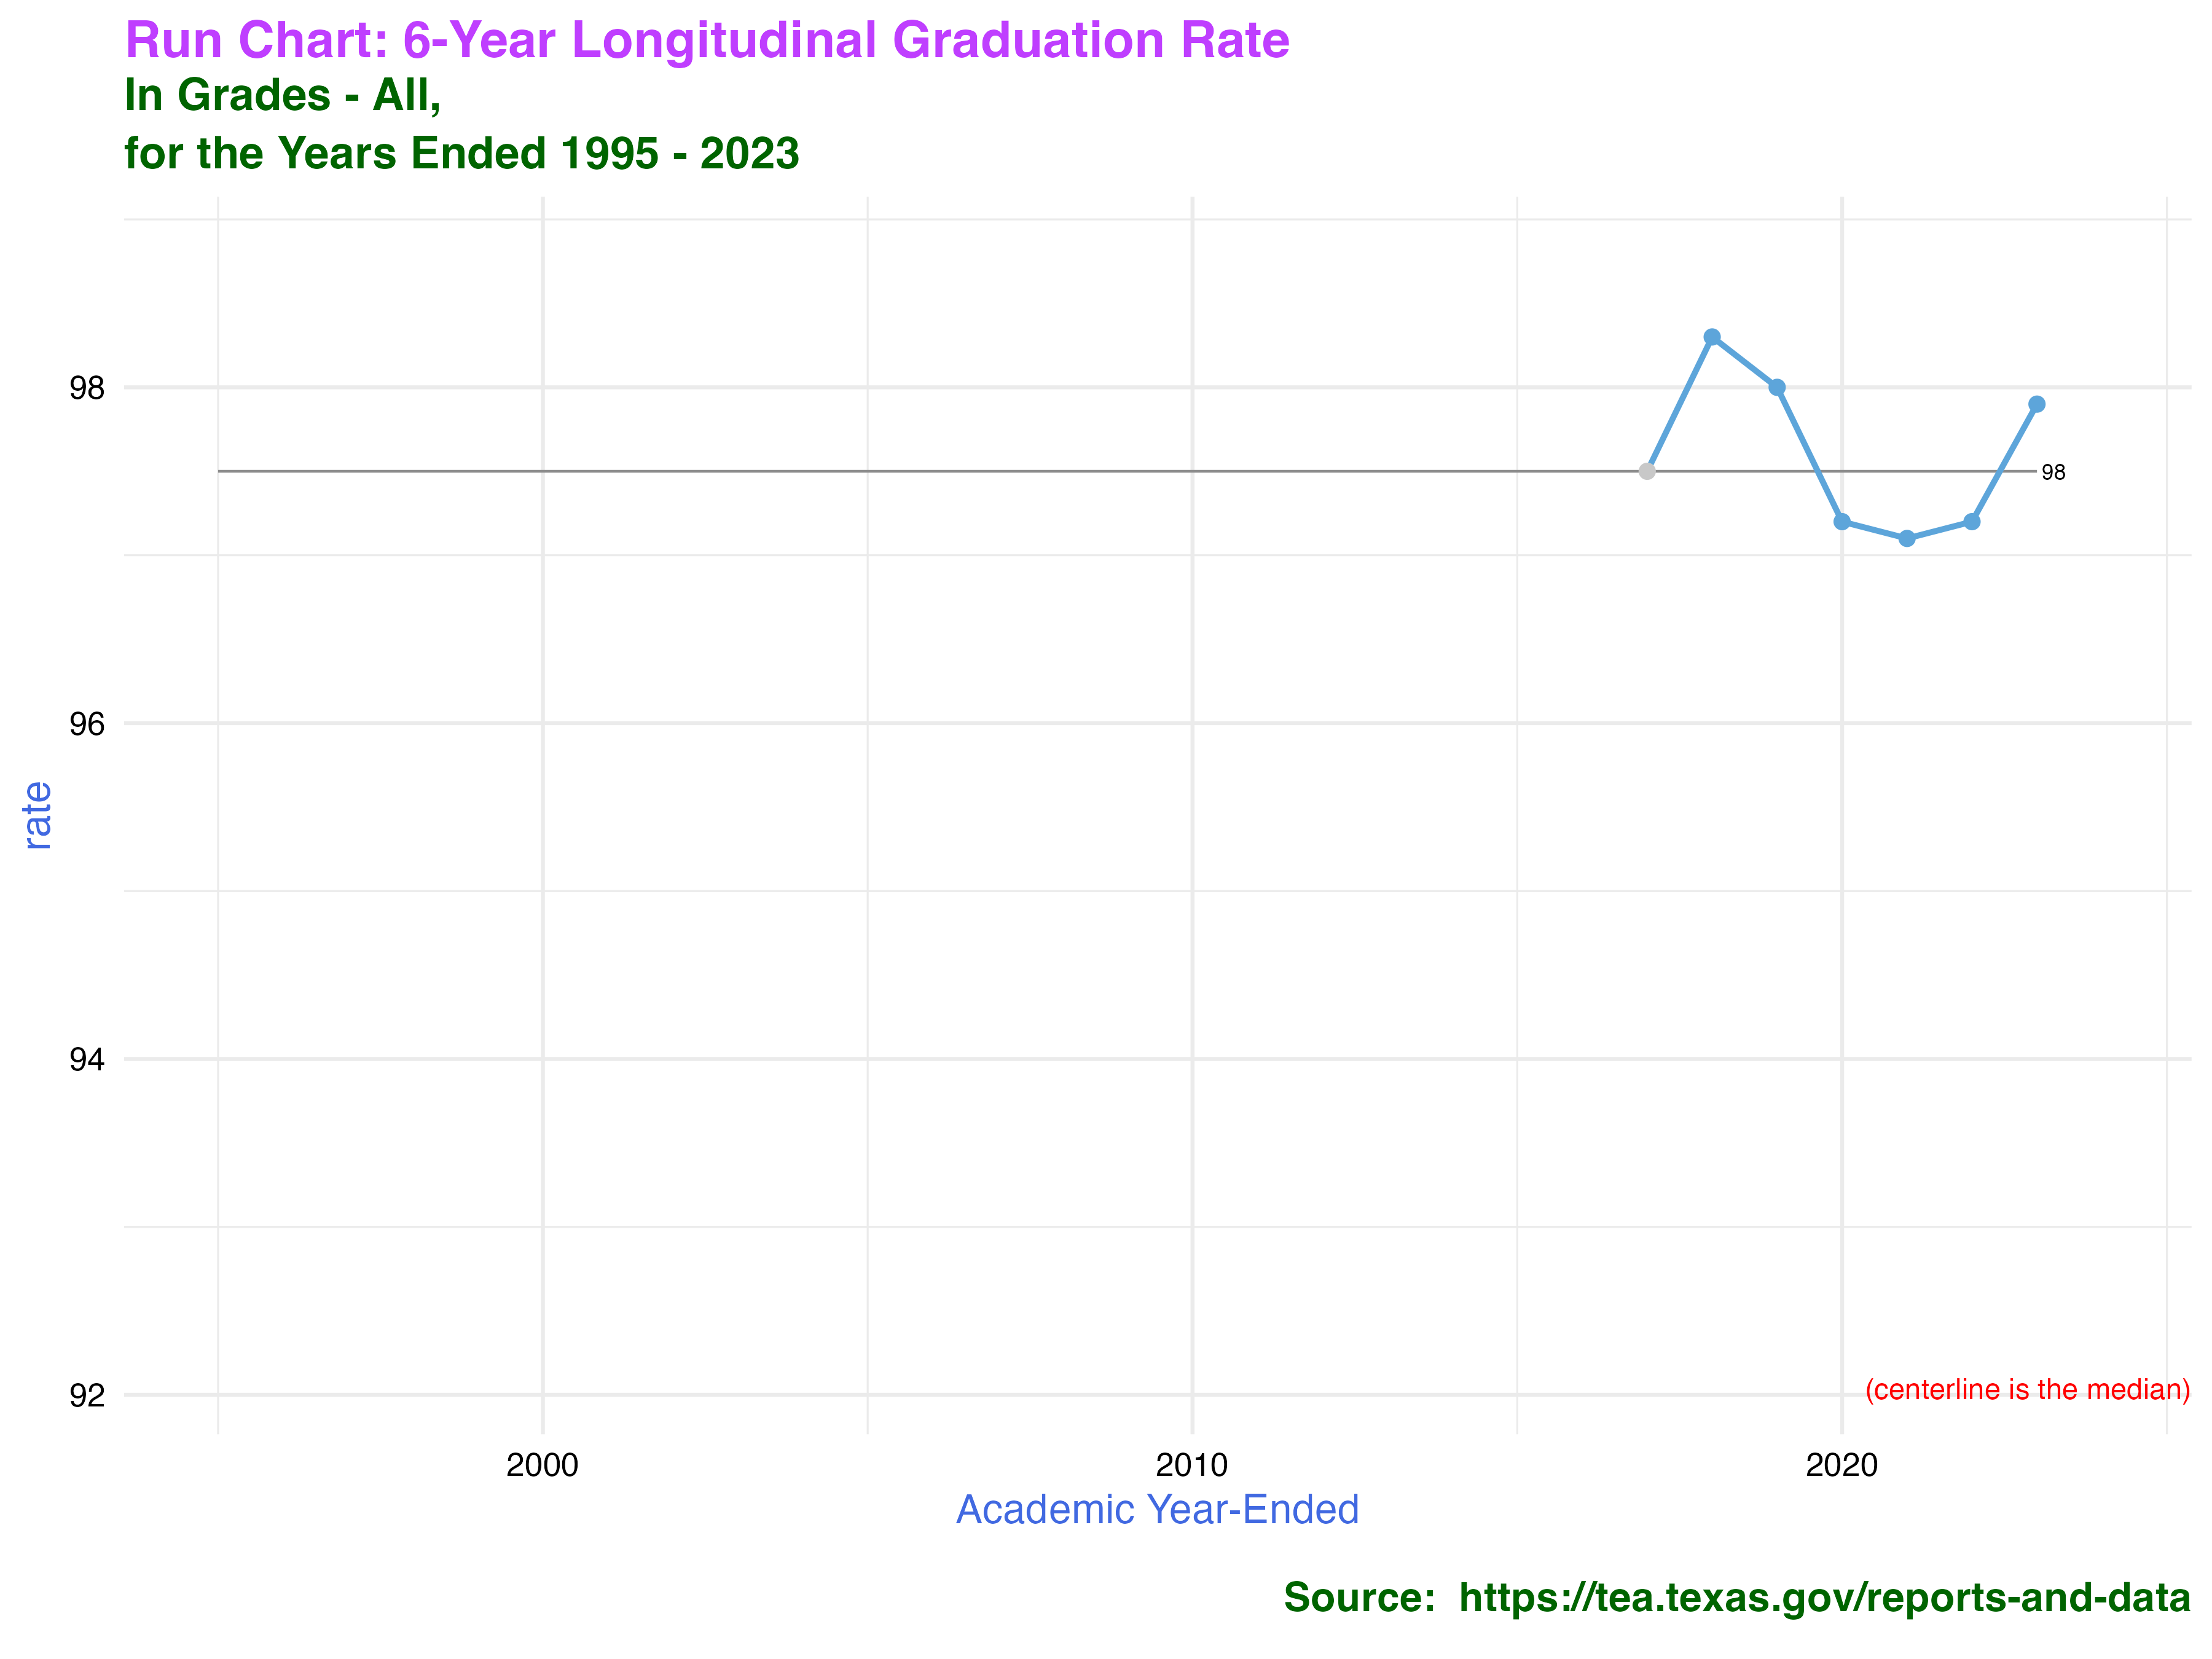 Run Chart: 6-Year Longitudinal Graduation Rate
In Grades - All,
for the Years Ended 1995 - 2023
98
98
96
rate
94
92
(centerline is the median)
2000 2010 2020
Academic Year-Ended
Source:  https://tea.texas.gov/reports-and-data